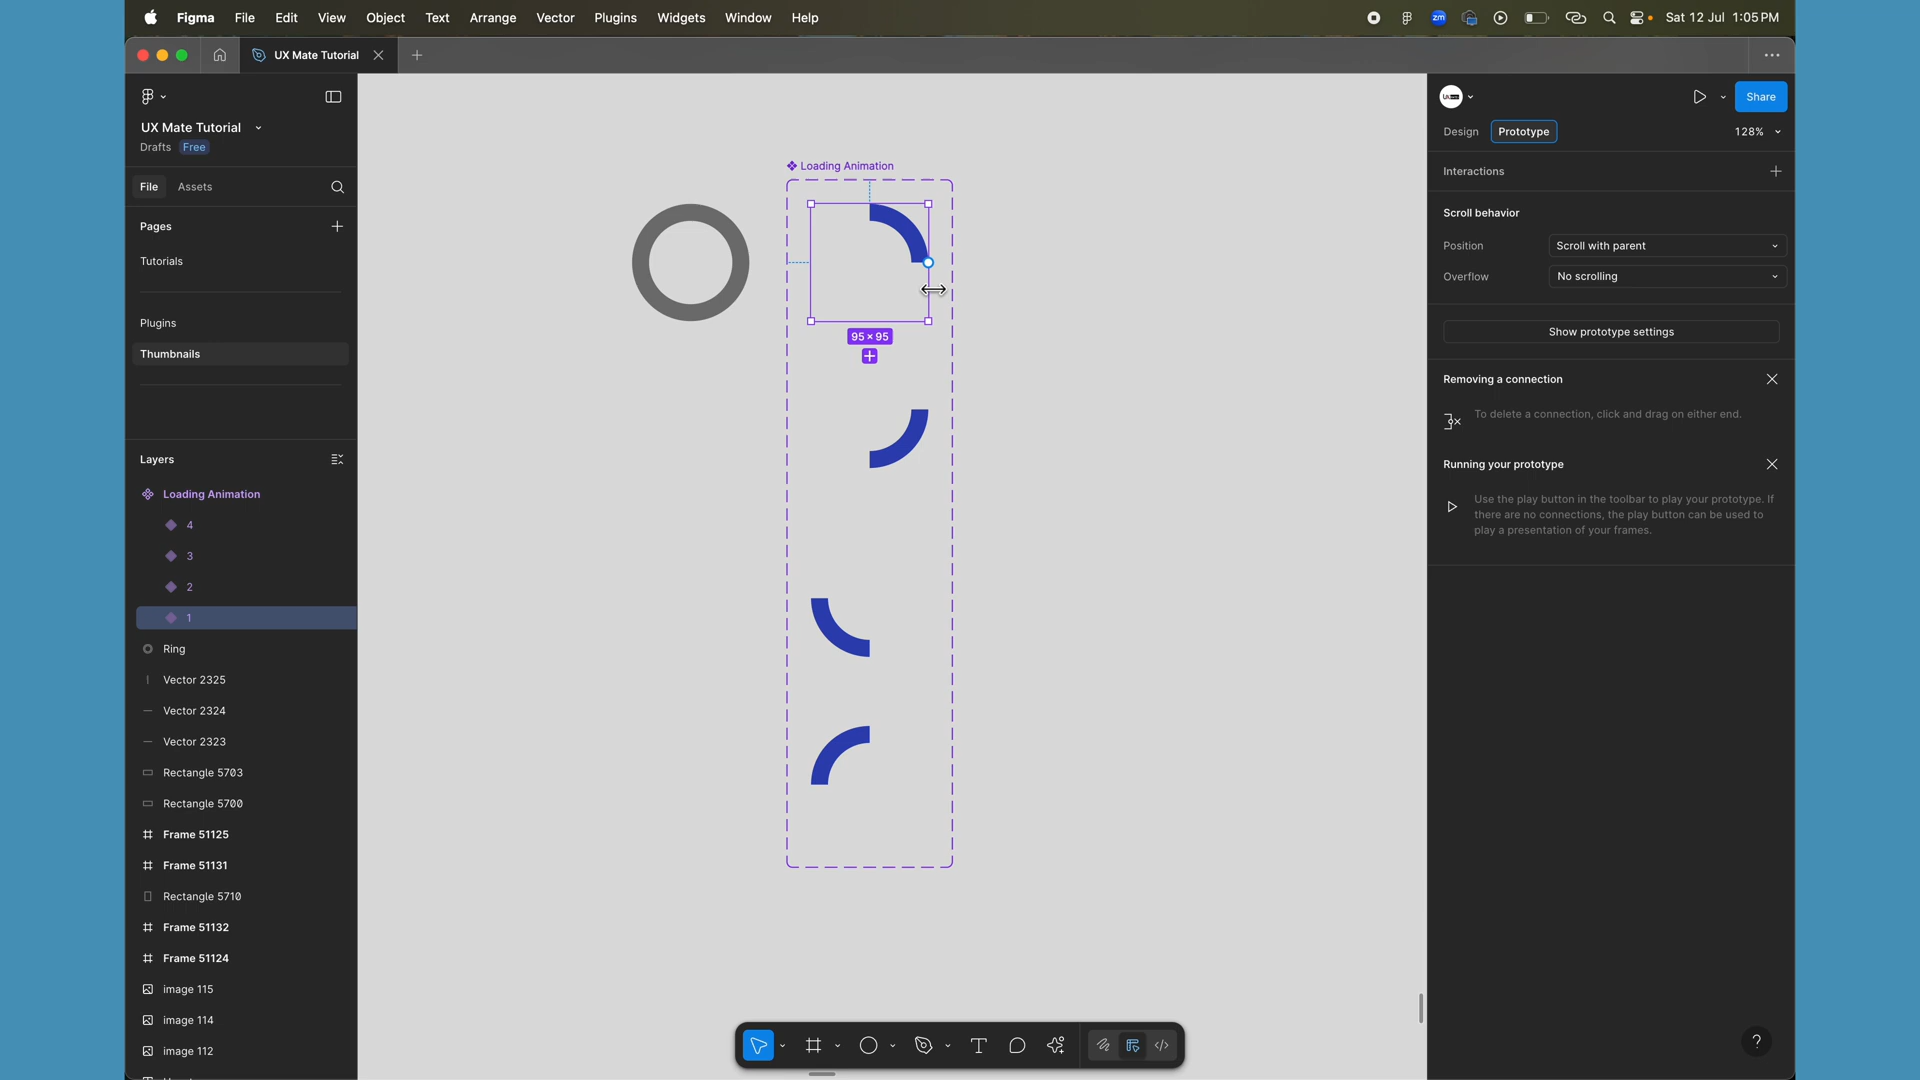 Figma File Edit View Object Text Arrange Vector Plugins Widgets Window Help
zm
Sat 12 Jul 1:05 PM
UX Mate Tutorial
UX Mate Tutorial
Drafts Free
File Assets
Pages
Tutorials
Plugins
Thumbnails
Layers
Loading Animation
4
3
2
1
Ring
Vector 2325
Vector 2324
Vector 2323
Rectangle 5703
Rectangle 5700
Frame 51125
Frame 51131
Rectangle 5710
Frame 51132
Frame 51124
image 115
image 114
image 112
Loading Animation
95 × 95
Share
Design Prototype
128%
Interactions
Scroll behavior
Position Scroll with parent
Overflow No scrolling
Show prototype settings
Removing a connection
To delete a connection, click and drag on either end.
Running your prototype
Use the play button in the toolbar to play your prototype. If
there are no connections, the play button can be used to
play a presentation of your frames.
?